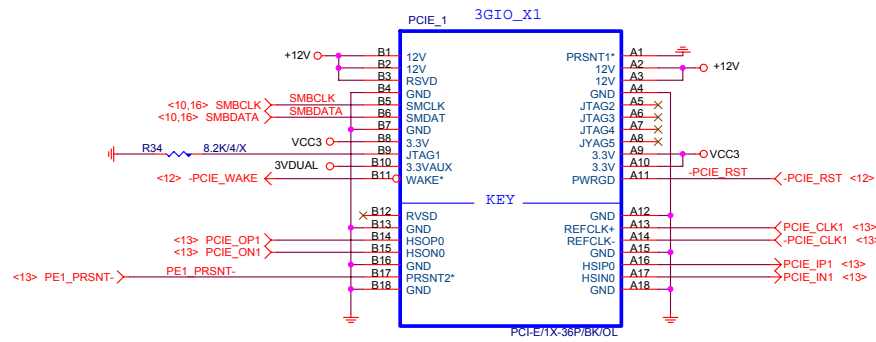 3GIO_X1
PCIE_1
+12V B1 12V PRSNT1* A1
B2 12V 12V A2 +12V
B3 RSVD 12V A3
B4 GND GND A4
<10,16> SMBCLK SMBCLK B5 SMCLK JTAG2 A5
<10,16> SMBDATA SMBDATA B6 SMDAT JTAG3 A6
B7 GND JTAG4 A7
VCC3 B8 3.3V JYAG5 A8
R34 8.2K/4/X B9 JTAG1 3.3V A9 VCC3
3VDUAL B10 3.3VAUX 3.3V A10
<12> -PCIE_WAKE B11 WAKE* PWRGD A11 -PCIE_RST -PCIE_RST <12>
KEY
B12 RVSD GND A12
B13 GND REFCLK+ A13 PCIE_CLK1 <13>
<13> PCIE_OP1 B14 HSOP0 REFCLK- A14 -PCIE_CLK1 <13>
<13> PCIE_ON1 B15 HSON0 GND A15
B16 GND HSIP0 A16 PCIE_IP1 <13>
<13> PE1_PRSNT- PE1_PRSNT- B17 PRSNT2* HSIN0 A17 PCIE_IN1 <13>
B18 GND GND A18
PCI-E/1X-36P/BK/OL